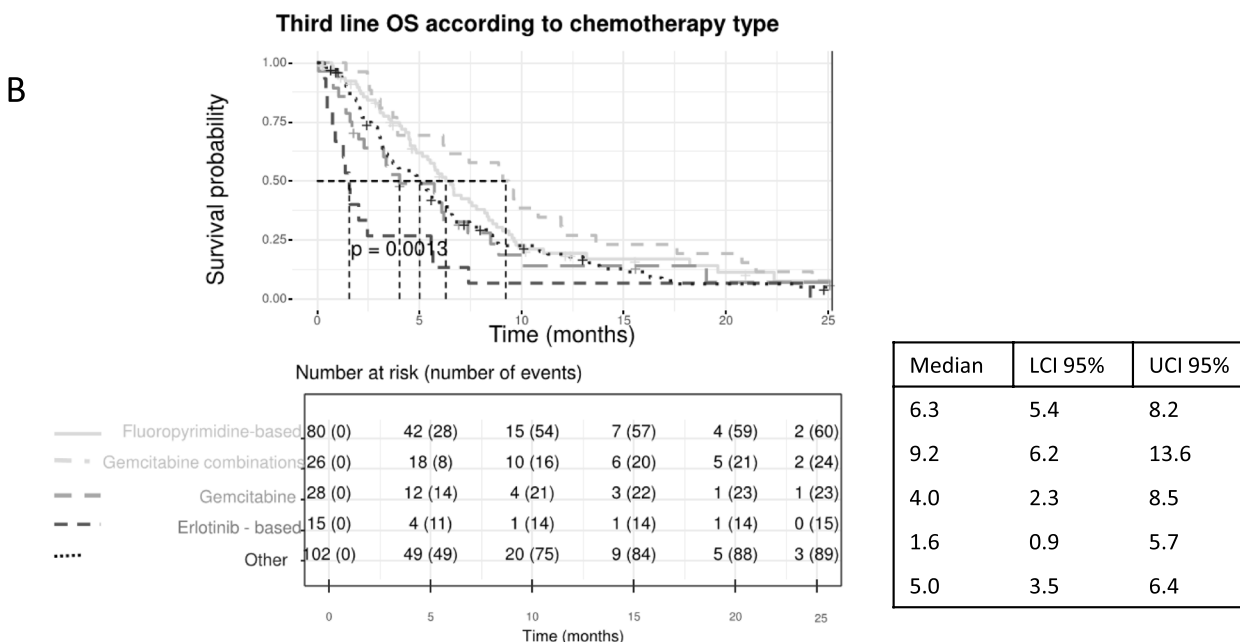 Third line OS according to chemotherapy type
B
Survival probability
1.00
0.75
0.50
0.25
0.00
p = 0.0013
0 5 10 15 20 25
Time (months)
Number at risk (number of events)
Fluoropyrimidine-based 80 (0) 42 (28) 15 (54) 7 (57) 4 (59) 2 (60)
Gemcitabine combinations 26 (0) 18 (8) 10 (16) 6 (20) 5 (21) 2 (24)
Gemcitabine 28 (0) 12 (14) 4 (21) 3 (22) 1 (23) 1 (23)
Erlotinib - based 15 (0) 4 (11) 1 (14) 1 (14) 1 (14) 0 (15)
Other 102 (0) 49 (49) 20 (75) 9 (84) 5 (88) 3 (89)
0 5 10 15 20 25
Time (months)
Median LCI 95% UCI 95%
6.3 5.4 8.2
9.2 6.2 13.6
4.0 2.3 8.5
1.6 0.9 5.7
5.0 3.5 6.4